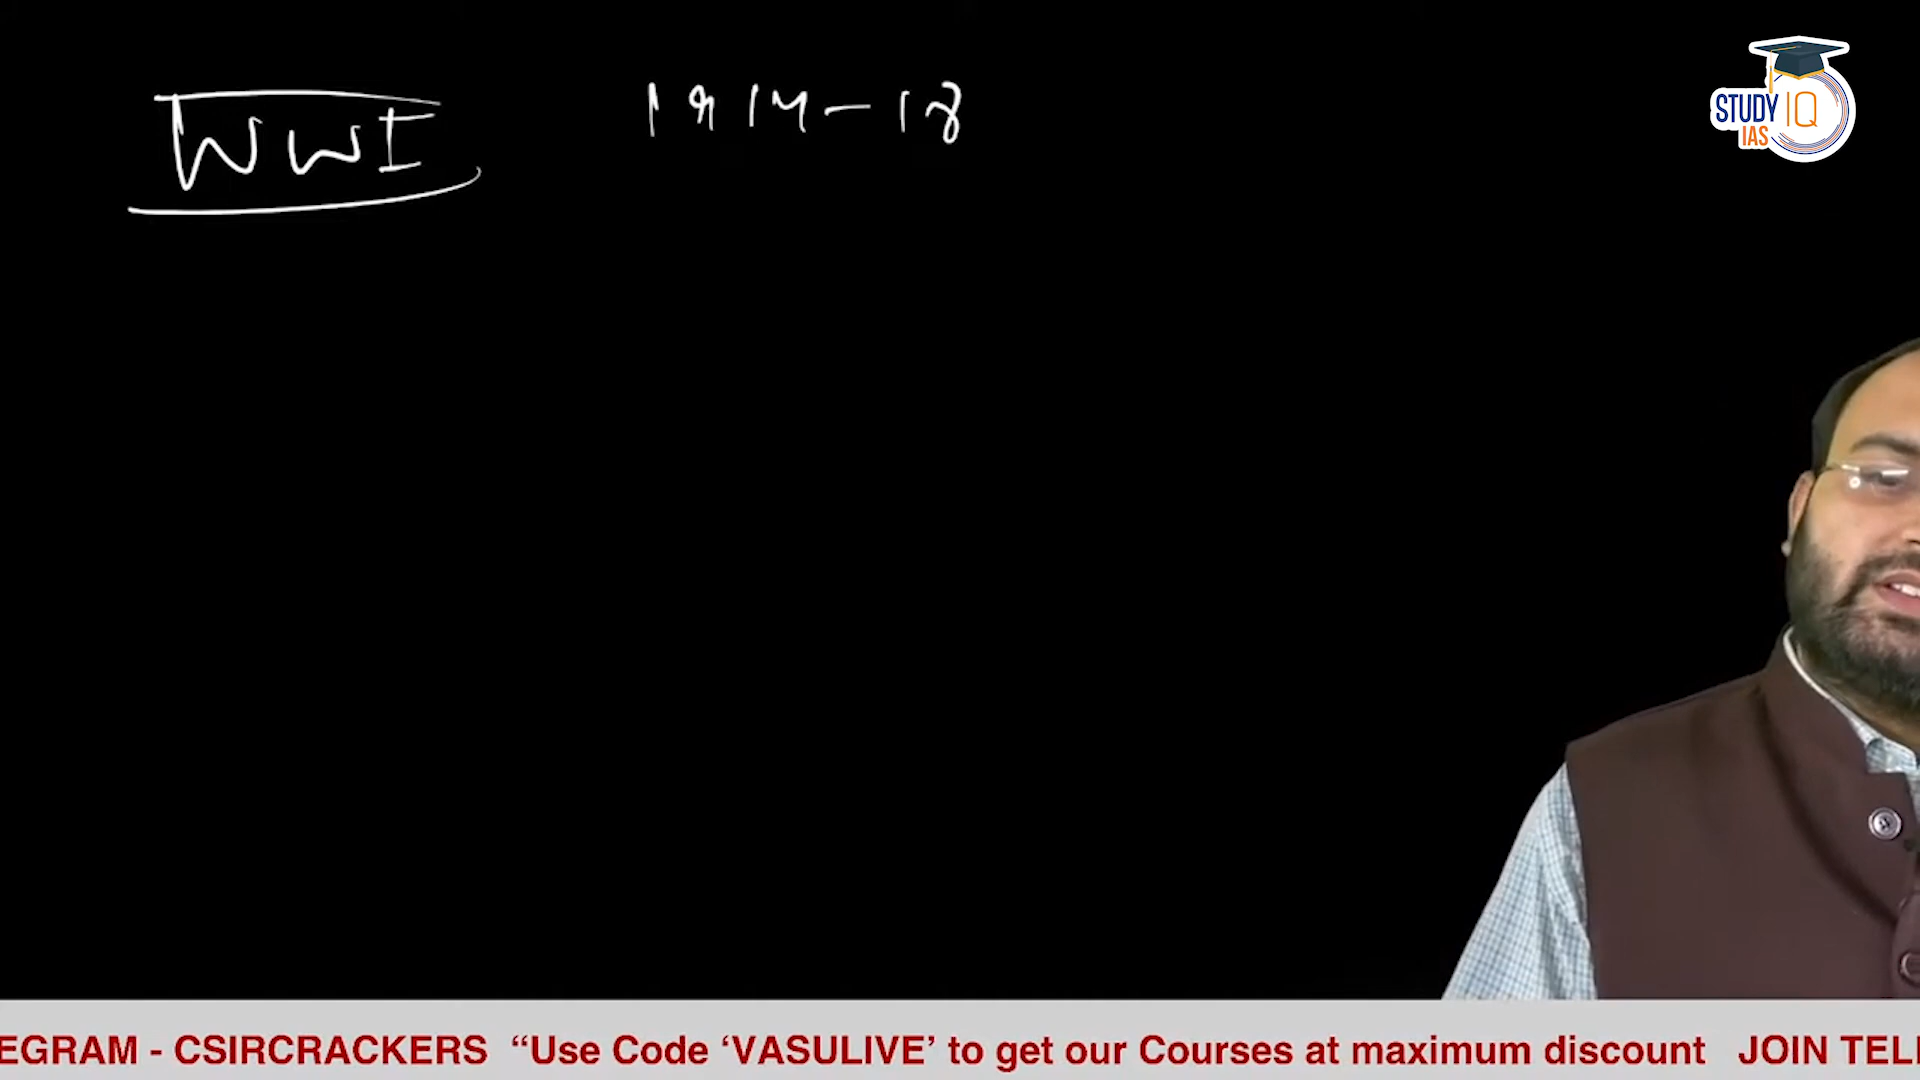 WWI 1914-18
STUDY IQ
IAS
EGRAM - CSIRCRACKERS “Use Code ‘VASULIVE’ to get our Courses at maximum discount JOIN TEL